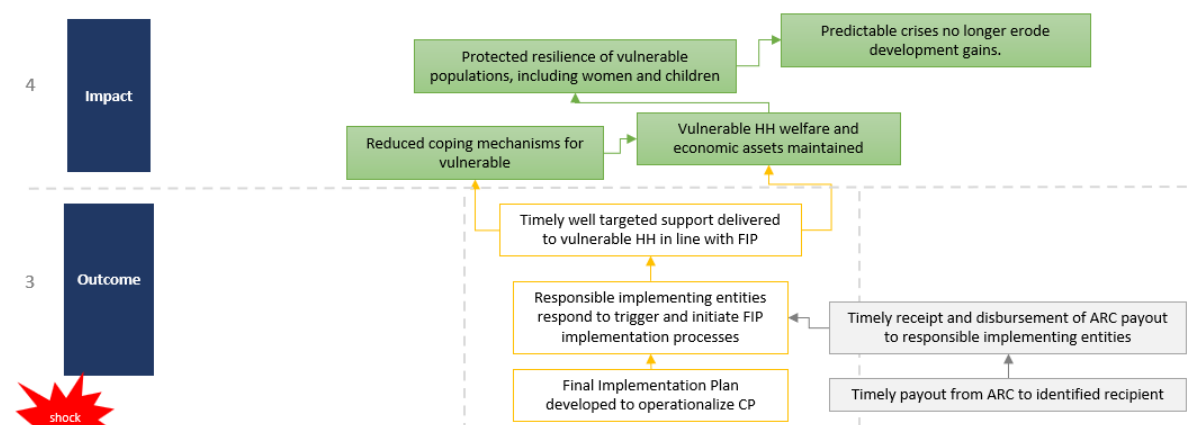 Predictable crises no longer erode
development gains.
Protected resilience of vulnerable
populations, including women and children
4
Impact
Vulnerable HH welfare and
economic assets maintained
Reduced coping mechanisms for
vulnerable
Timely well targeted support delivered
to vulnerable HH in line with FIP
3
Outcome
Responsible implementing entities
respond to trigger and initiate FIP
implementation processes
Timely receipt and disbursement of ARC payout
to responsible implementing entities
Final Implementation Plan
developed to operationalize CP
Timely payout from ARC to identified recipient
shock